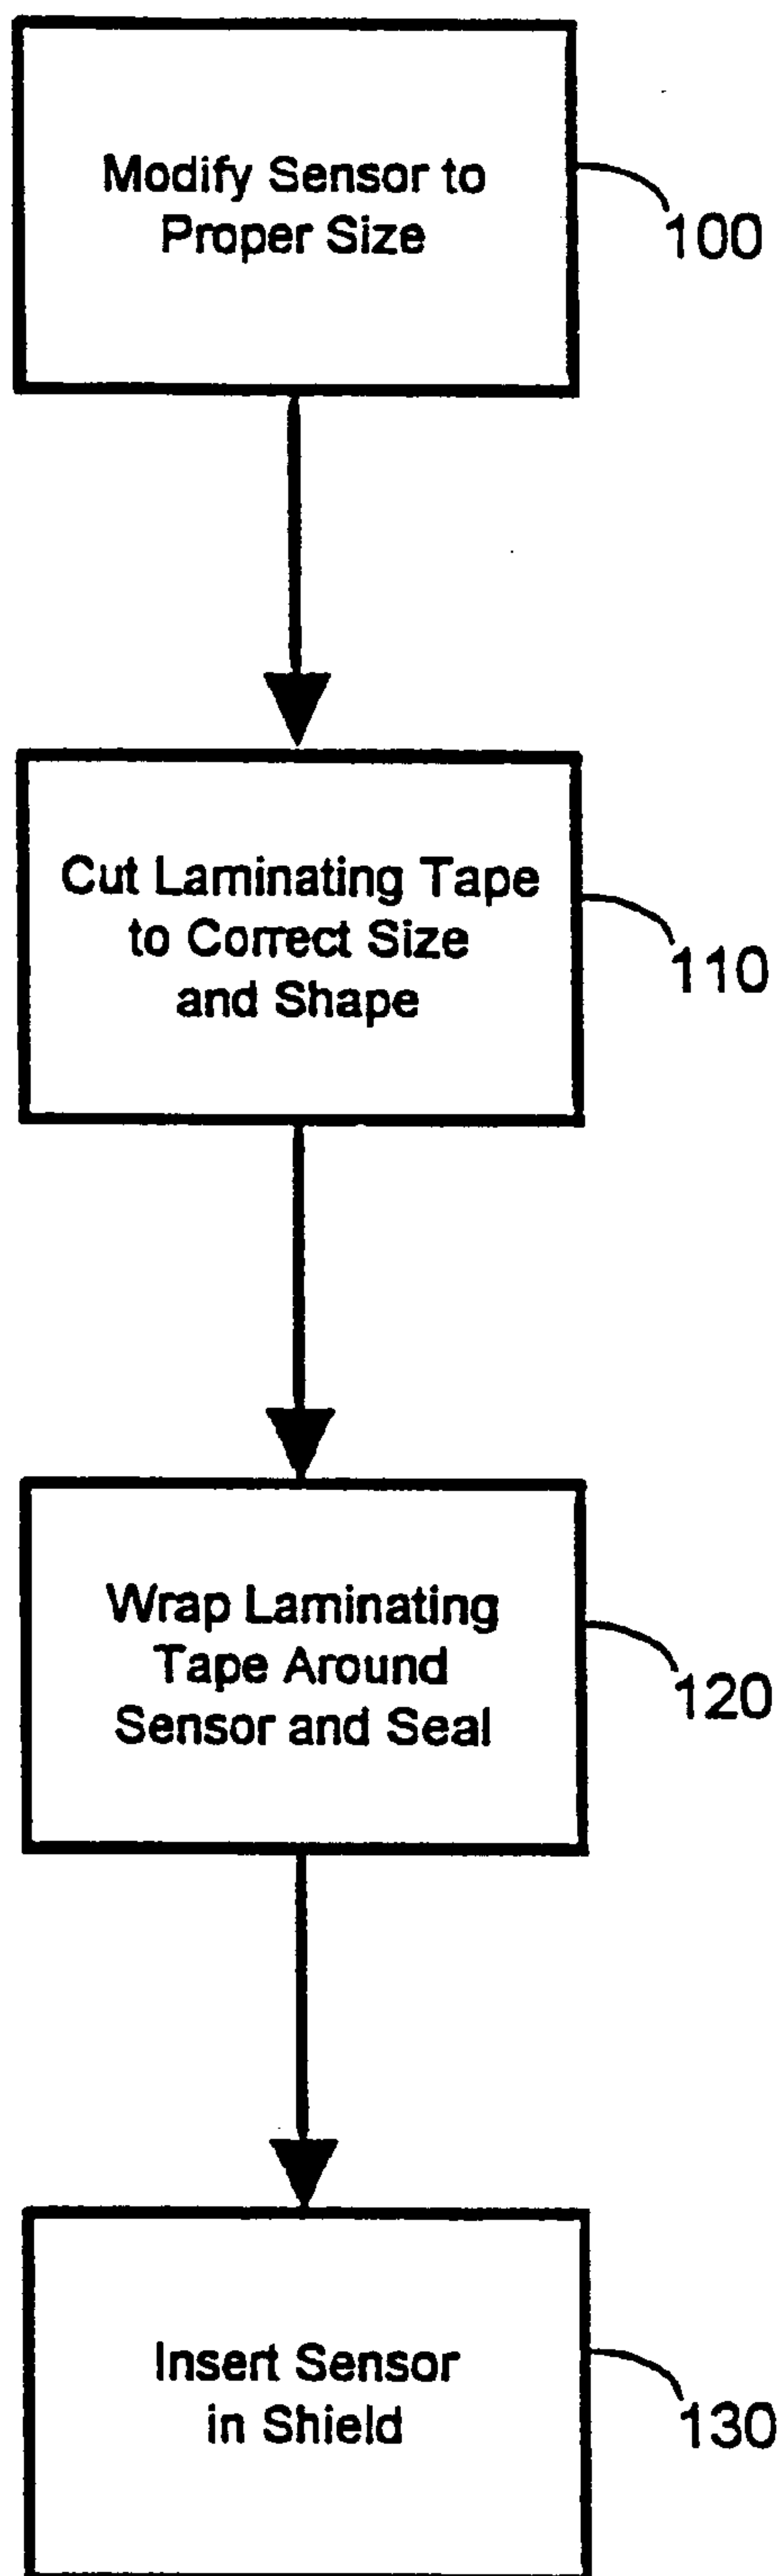 Modify Sensor to
Proper Size
100
Cut Laminating Tape
to Correct Size
and Shape
110
Wrap Laminating
Tape Around
Sensor and Seal
120
Insert Sensor
in Shield
130